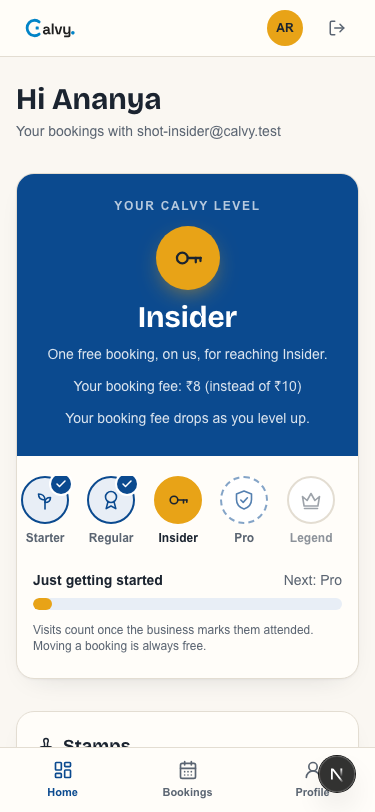 Calvy.
AR
Hi Ananya
Your bookings with shot-insider@calvy.test
YOUR CALVY LEVEL
Insider
One free booking, on us, for reaching Insider.
Your booking fee: ₹8 (instead of ₹10)
Your booking fee drops as you level up.
Starter Regular Insider Pro Legend
Just getting started Next: Pro
Visits count once the business marks them attended.
Moving a booking is always free.
Stamps
Home Bookings Profile
N